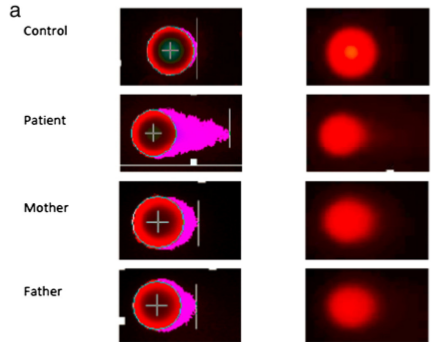 a
Control
Patient
Mother
Father